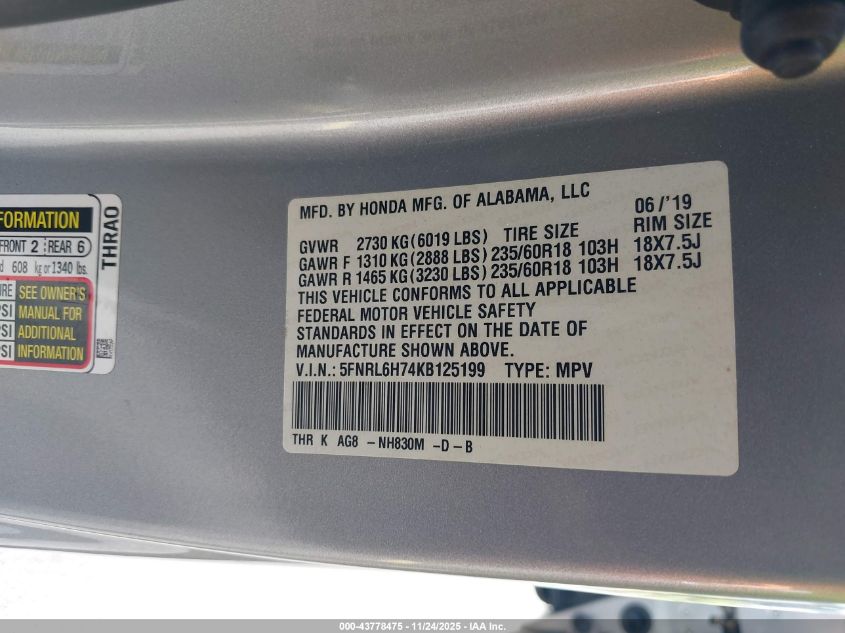 FORMATION
FRONT 2 REAR 6
608 kg or 1340 lbs.
SEE OWNER'S
PSI MANUAL FOR
PSI ADDITIONAL
PSI INFORMATION
THRAO
MFD. BY HONDA MFG. OF ALABAMA, LLC 06/'19
GVWR 2730 KG(6019 LBS) TIRE SIZE RIM SIZE
GAWR F 1310 KG(2888 LBS) 235/60R18 103H 18X7.5J
GAWR R 1465 KG(3230 LBS) 235/60R18 103H 18X7.5J
THIS VEHICLE CONFORMS TO ALL APPLICABLE
FEDERAL MOTOR VEHICLE SAFETY
STANDARDS IN EFFECT ON THE DATE OF
MANUFACTURE SHOWN ABOVE.
V.I.N.: 5FNRL6H74KB125199 TYPE: MPV
THR K AG8 -NH830M -D-B
000-43778475 - 11/24/2025 - IAA Inc.